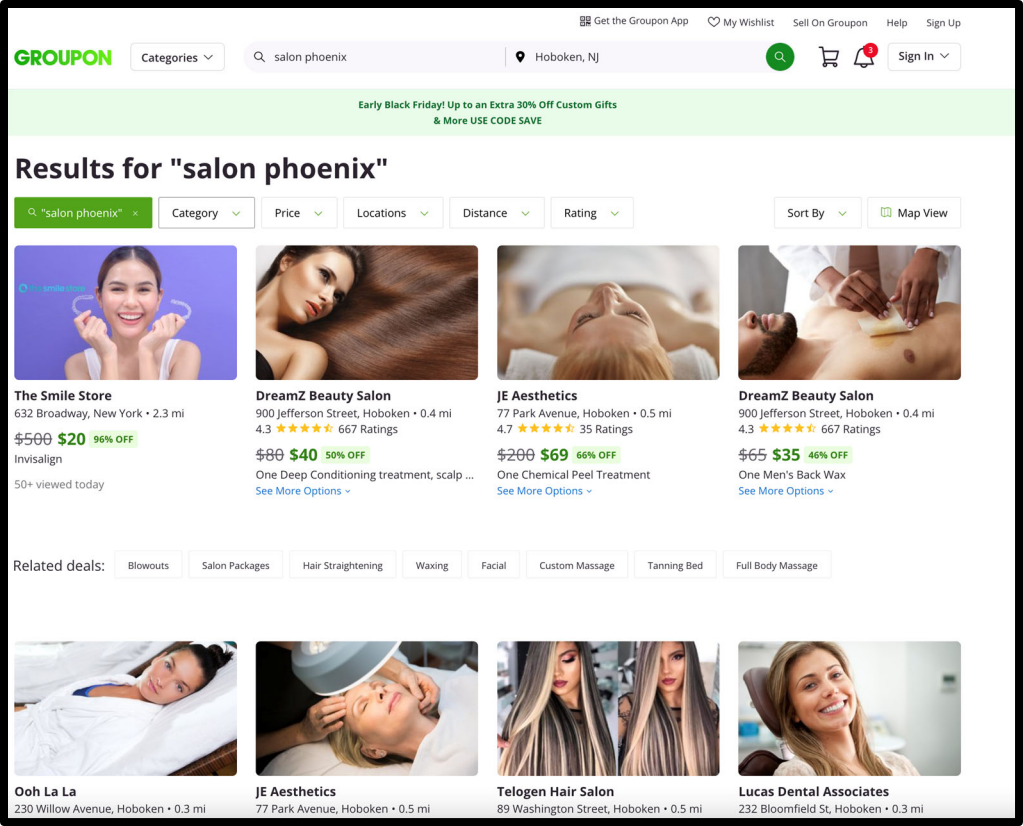 Get the Groupon App
My Wishlist
Sell On Groupon
Help
Sign Up
GROUPON
Categories
salon phoenix
Hoboken, NJ
3
Sign In
Early Black Friday! Up to an Extra 30% Off Custom Gifts
& More USE CODE SAVE
Results for "salon phoenix"
"salon phoenix" ×
Category
Price
Locations
Distance
Rating
Sort By
Map View
the smile store
The Smile Store
632 Broadway, New York • 2.3 mi
$500 $20 96% OFF
Invisalign
50+ viewed today
DreamZ Beauty Salon
900 Jefferson Street, Hoboken • 0.4 mi
4.3 667 Ratings
$80 $40 50% OFF
One Deep Conditioning treatment, scalp ...
See More Options
JE Aesthetics
77 Park Avenue, Hoboken • 0.5 mi
4.7 35 Ratings
$200 $69 66% OFF
One Chemical Peel Treatment
See More Options
DreamZ Beauty Salon
900 Jefferson Street, Hoboken • 0.4 mi
4.3 667 Ratings
$65 $35 46% OFF
One Men's Back Wax
See More Options
Related deals:
Blowouts
Salon Packages
Hair Straightening
Waxing
Facial
Custom Massage
Tanning Bed
Full Body Massage
Ooh La La
230 Willow Avenue, Hoboken • 0.3 mi
JE Aesthetics
77 Park Avenue, Hoboken • 0.5 mi
Telogen Hair Salon
89 Washington Street, Hoboken • 0.5 mi
Lucas Dental Associates
232 Bloomfield St, Hoboken • 0.3 mi